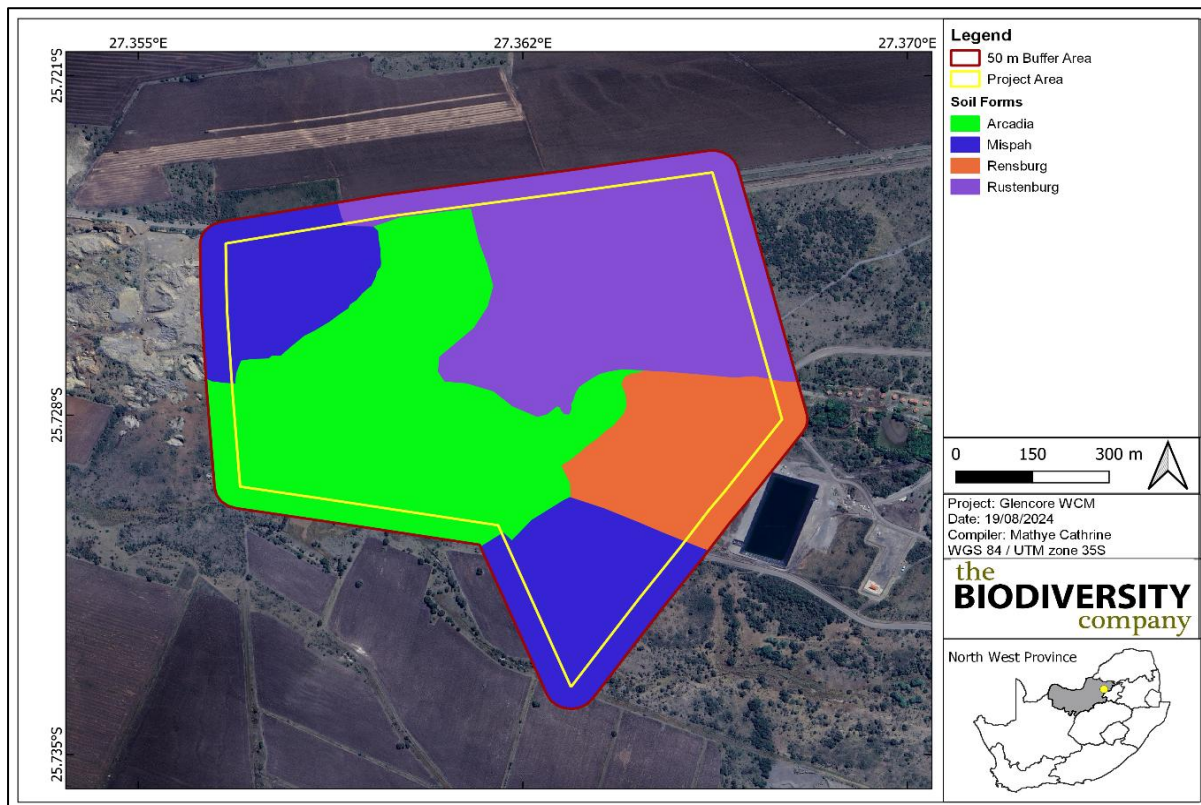 27.355°E
27.362°E
27.370°E
25.721°S
25.728°S
25.735°S
Legend
50 m Buffer Area
Project Area
Soil Forms
Arcadia
Mispah
Rensburg
Rustenburg
0 150 300 m
Project: Glencore WCM
Date: 19/08/2024
Compiler: Mathye Cathrine
WGS 84 / UTM zone 35S
the
BIODIVERSITY
company
North West Province